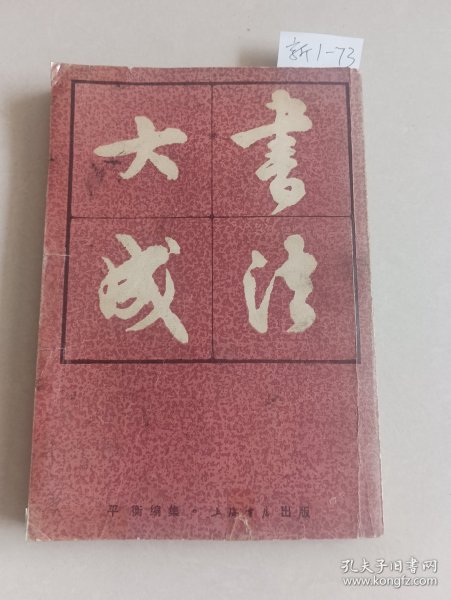 新1-73
書法
大成
平衡编集·上海書店出版
孔夫子旧书网
www.kongfz.com